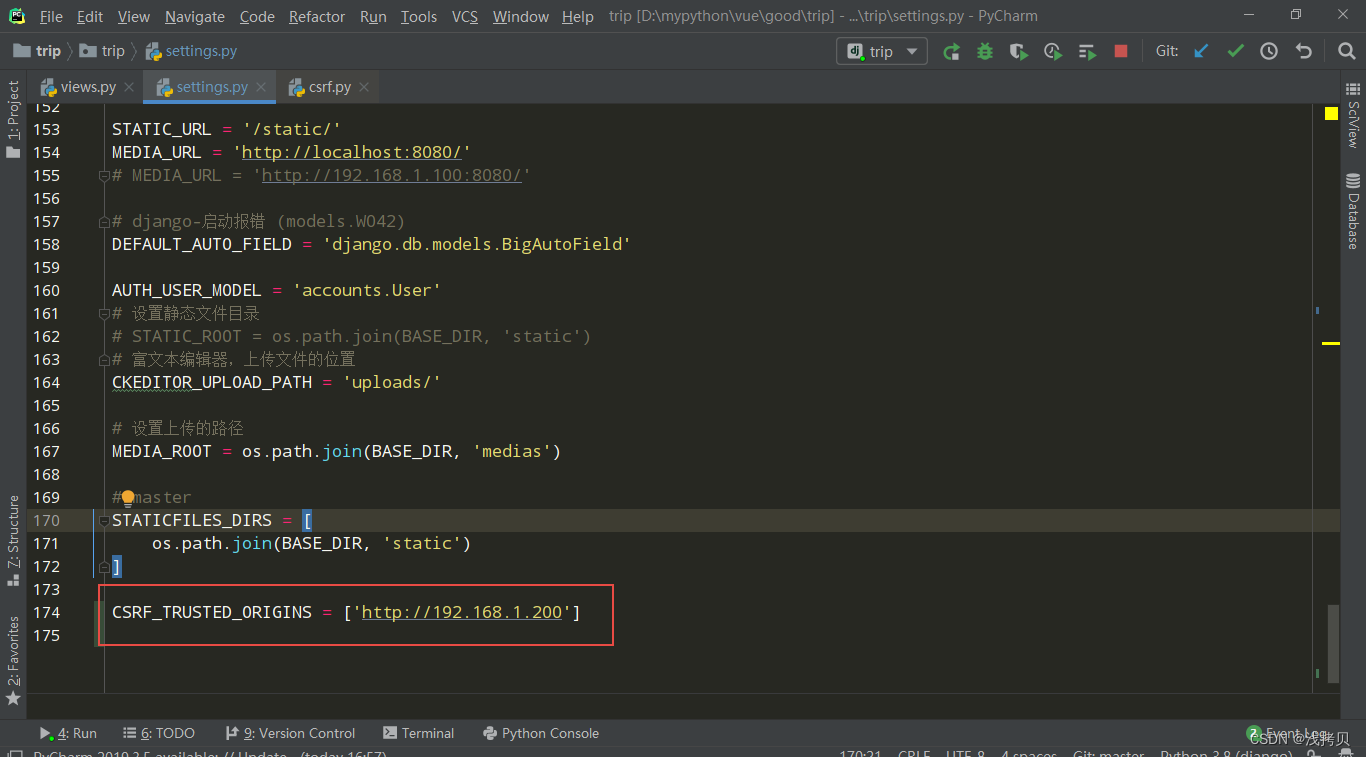 File Edit View Navigate Code Refactor Run Tools VCS Window Help trip [D:\mypython\vue\good\trip] - ...\trip\settings.py - PyCharm
trip trip settings.py dj trip Git:
views.py settings.py csrf.py
1: Project
Z: Structure
2: Favorites
152
153 STATIC_URL = '/static/'
154 MEDIA_URL = 'http://localhost:8080/'
155 # MEDIA_URL = 'http://192.168.1.100:8080/'
156
157 # django-启动报错 (models.W042)
158 DEFAULT_AUTO_FIELD = 'django.db.models.BigAutoField'
159
160 AUTH_USER_MODEL = 'accounts.User'
161 # 设置静态文件目录
162 # STATIC_ROOT = os.path.join(BASE_DIR, 'static')
163 # 富文本编辑器，上传文件的位置
164 CKEDITOR_UPLOAD_PATH = 'uploads/'
165
166 # 设置上传的路径
167 MEDIA_ROOT = os.path.join(BASE_DIR, 'medias')
168
169 # master
170 STATICFILES_DIRS = [
171 os.path.join(BASE_DIR, 'static')
172 ]
173
174 CSRF_TRUSTED_ORIGINS = ['http://192.168.1.200']
175
SciView
Database
4: Run 6: TODO 9: Version Control Terminal Python Console 2 Event Log
CSDN @浅拷贝
PyCharm 2019.3.5 available: // Update... (today 16:57) 170:21 CRLF UTF-8 4 spaces Git: master Python 3.8 (django)